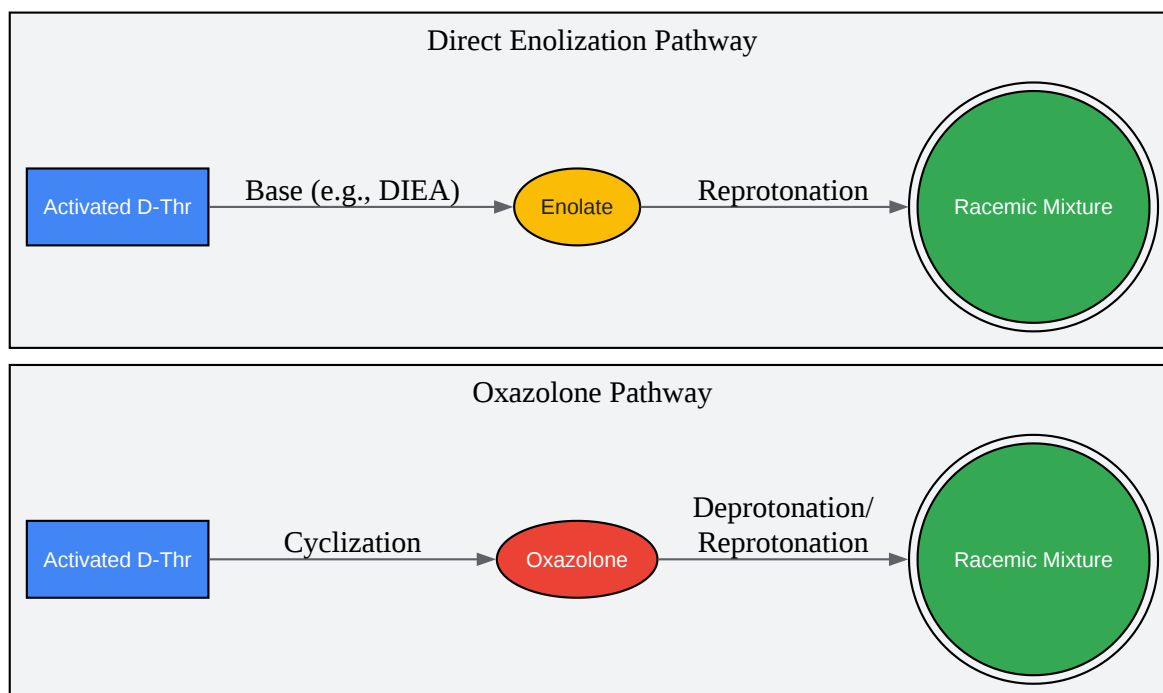 Direct Enolization Pathway
Activated D-Thr
Base (e.g., DIEA)
Enolate
Reprotonation
Racemic Mixture
Oxazolone Pathway
Activated D-Thr
Cyclization
Oxazolone
Deprotonation/
Reprotonation
Racemic Mixture